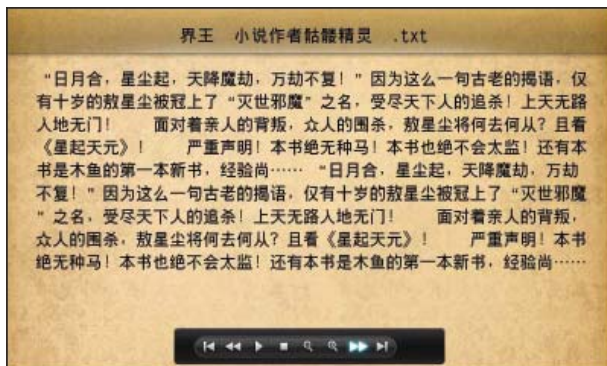 界王 小说作者骷髅精灵 .txt
“日月合，星尘起，天降魔劫，万劫不复！”因为这么一句古老的揭语，仅
有十岁的敖星尘被冠上了“灭世邪魔”之名，受尽天下人的追杀！上天无路
人地无门！ 面对着亲人的背叛，众人的围杀，敖星尘将何去何从？且看
《星起天元》！ 严重声明！本书绝无种马！本书也绝不会太监！还有本
书是木鱼的第一本新书，经验尚…… “日月合，星尘起，天降魔劫，万劫
不复！”因为这么一句古老的揭语，仅有十岁的敖星尘被冠上了“灭世邪魔
”之名，受尽天下人的追杀！上天无路人地无门！ 面对着亲人的背叛，
众人的围杀，敖星尘将何去何从？且看《星起天元》！ 严重声明！本书
绝无种马！本书也绝不会太监！还有本书是木鱼的第一本新书，经验尚……